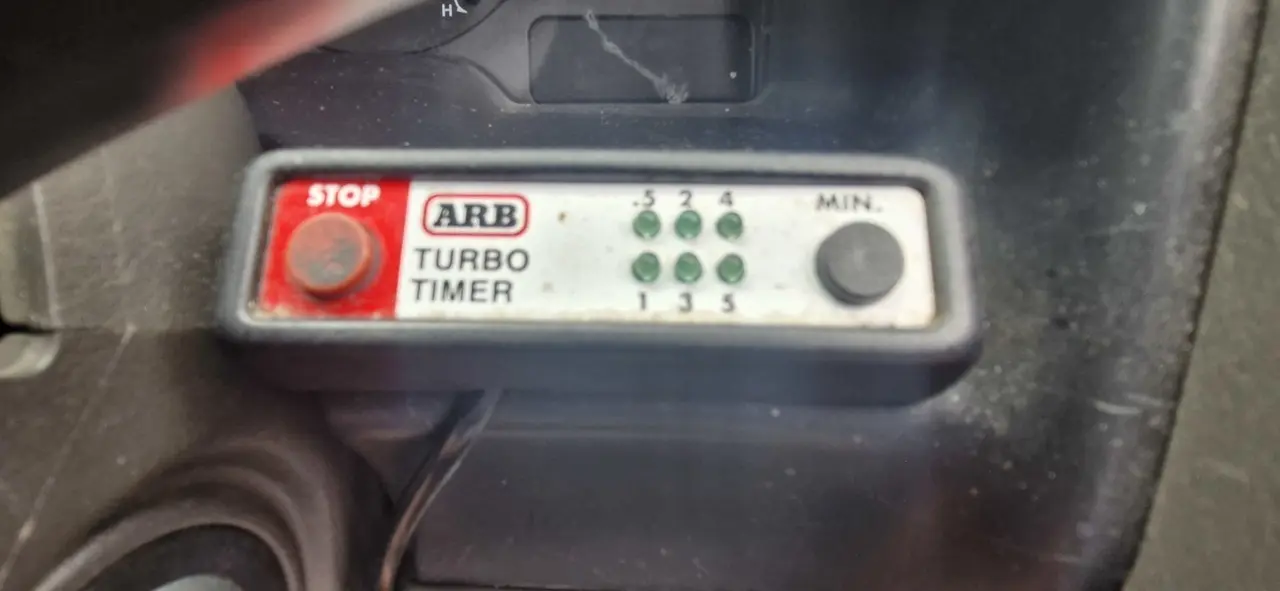 H
STOP
ARB
TURBO
TIMER
.5 2 4
1 3 5
MIN.